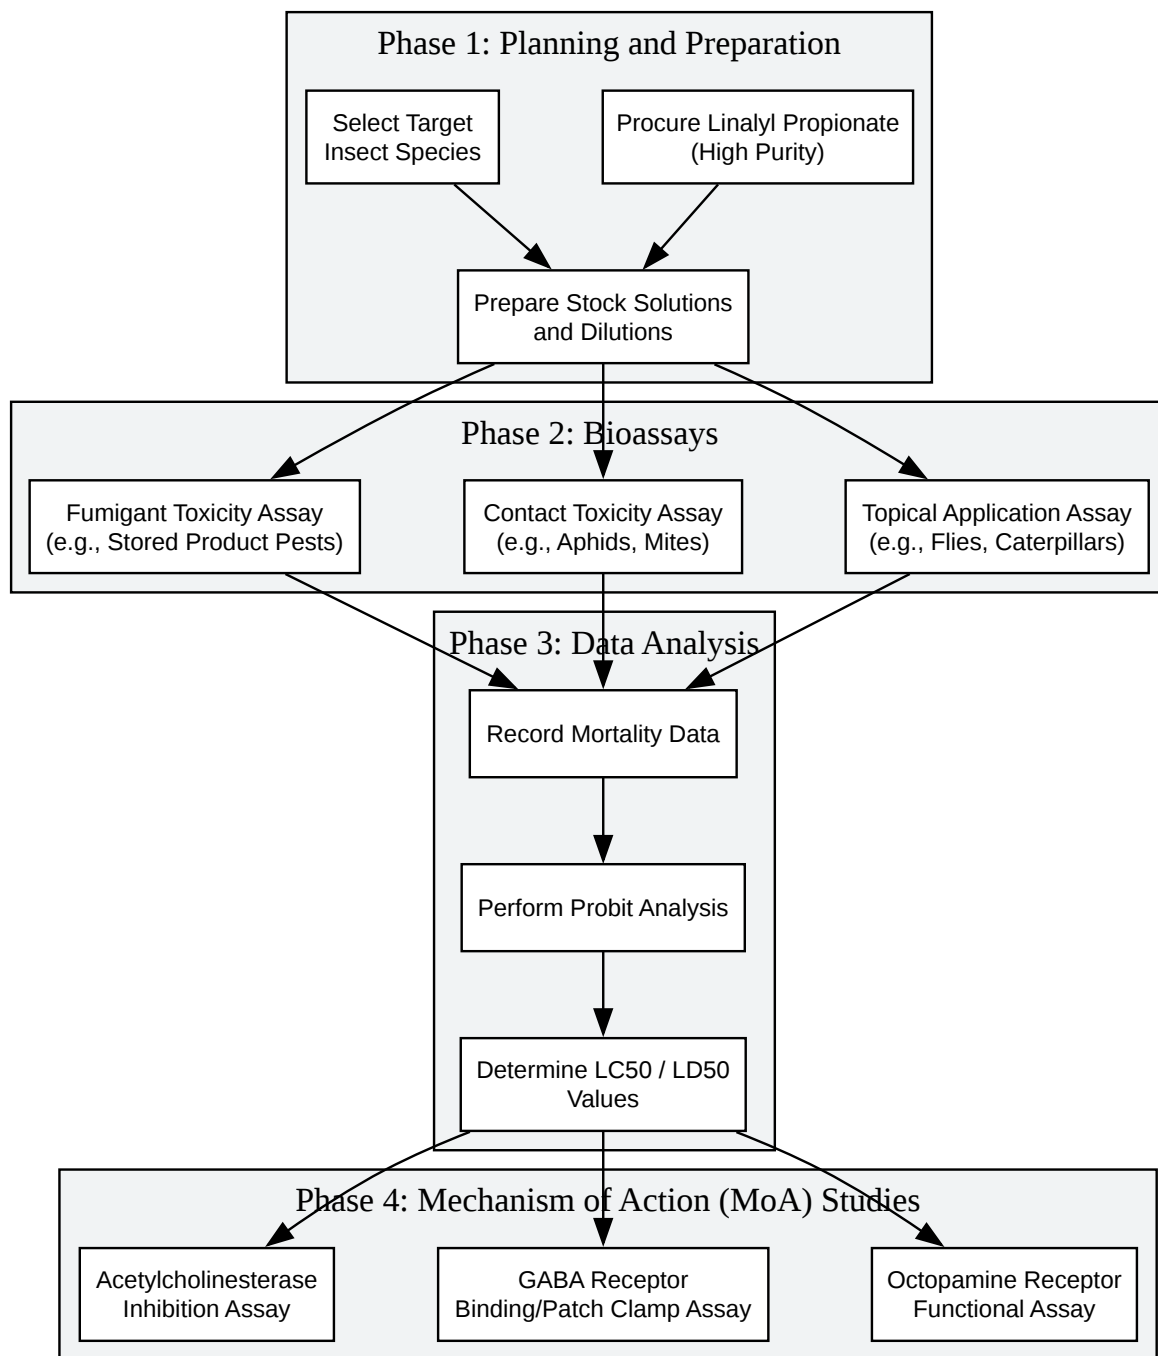 Phase 1: Planning and Preparation
Select Target
Insect Species
Procure Linalyl Propionate
(High Purity)
Prepare Stock Solutions
and Dilutions
Phase 2: Bioassays
Fumigant Toxicity Assay
(e.g., Stored Product Pests)
Contact Toxicity Assay
(e.g., Aphids, Mites)
Topical Application Assay
(e.g., Flies, Caterpillars)
Phase 3: Data Analysis
Record Mortality Data
Perform Probit Analysis
Determine LC50 / LD50
Values
Phase 4: Mechanism of Action (MoA) Studies
Acetylcholinesterase
Inhibition Assay
GABA Receptor
Binding/Patch Clamp Assay
Octopamine Receptor
Functional Assay